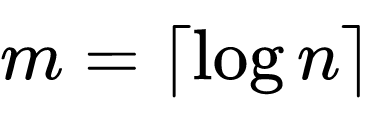 m = ⌈log n⌉